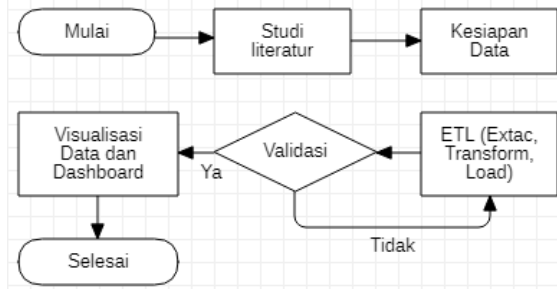 Mulai
Studi
literatur
Kesiapan
Data
Visualisasi
Data dan
Dashboard
Ya
Validasi
ETL (Extac,
Transform,
Load)
Tidak
Selesai